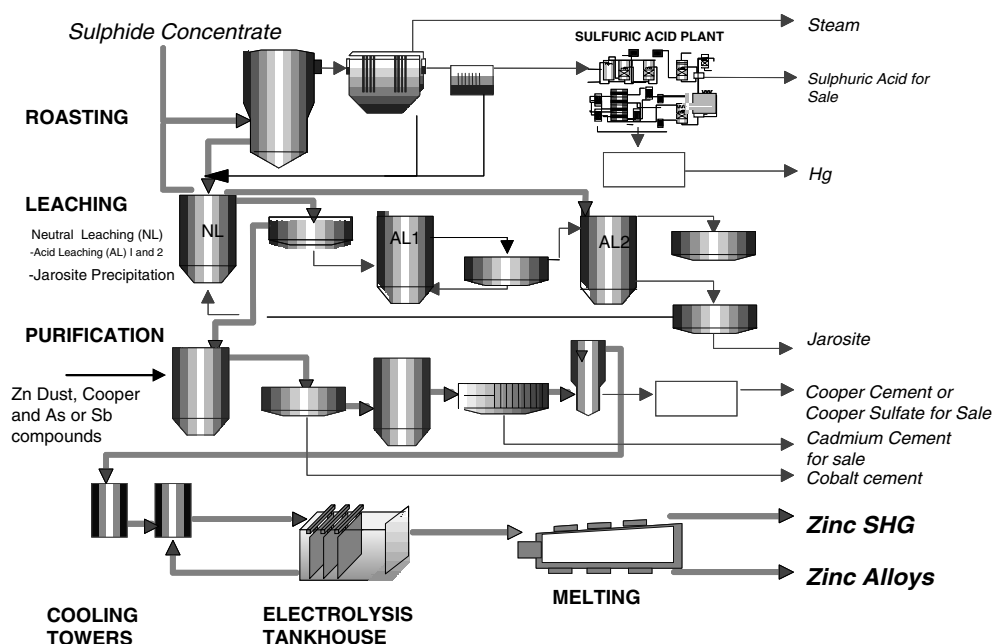 Sulphide Concentrate
Steam
SULFURIC ACID PLANT
Sulphuric Acid for
Sale
ROASTING
Hg
LEACHING
Neutral Leaching (NL)
-Acid Leaching (AL) I and 2
-Jarosite Precipitation
NL
AL1
AL2
Jarosite
PURIFICATION
Zn Dust, Cooper
and As or Sb
compounds
Cooper Cement or
Cooper Sulfate for Sale
Cadmium Cement
for sale
Cobalt cement
Zinc SHG
Zinc Alloys
COOLING
TOWERS
ELECTROLYSIS
TANKHOUSE
MELTING